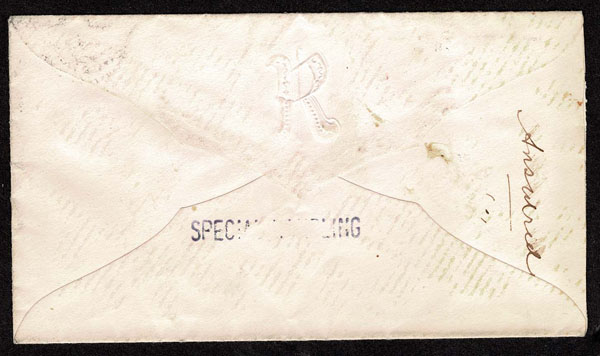 R
SPECIAL HANDLING
Answered